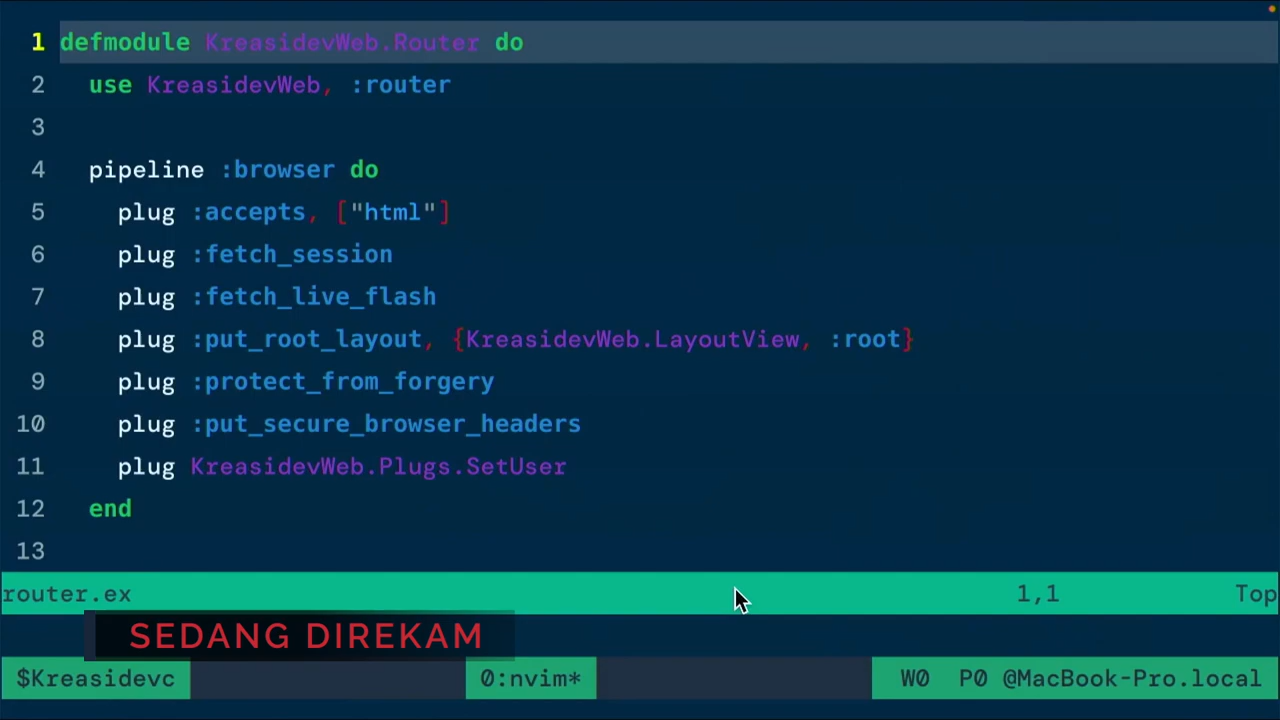 1 defmodule KreasidevWeb.Router do
2 use KreasidevWeb, :router
3
4 pipeline :browser do
5 plug :accepts, ["html"]
6 plug :fetch_session
7 plug :fetch_live_flash
8 plug :put_root_layout, {KreasidevWeb.LayoutView, :root}
9 plug :protect_from_forgery
10 plug :put_secure_browser_headers
11 plug KreasidevWeb.Plugs.SetUser
12 end
13
router.ex 1,1 Top
SEDANG DIREKAM
$Kreasidevc 0:nvim* W0 P0 @MacBook-Pro.local